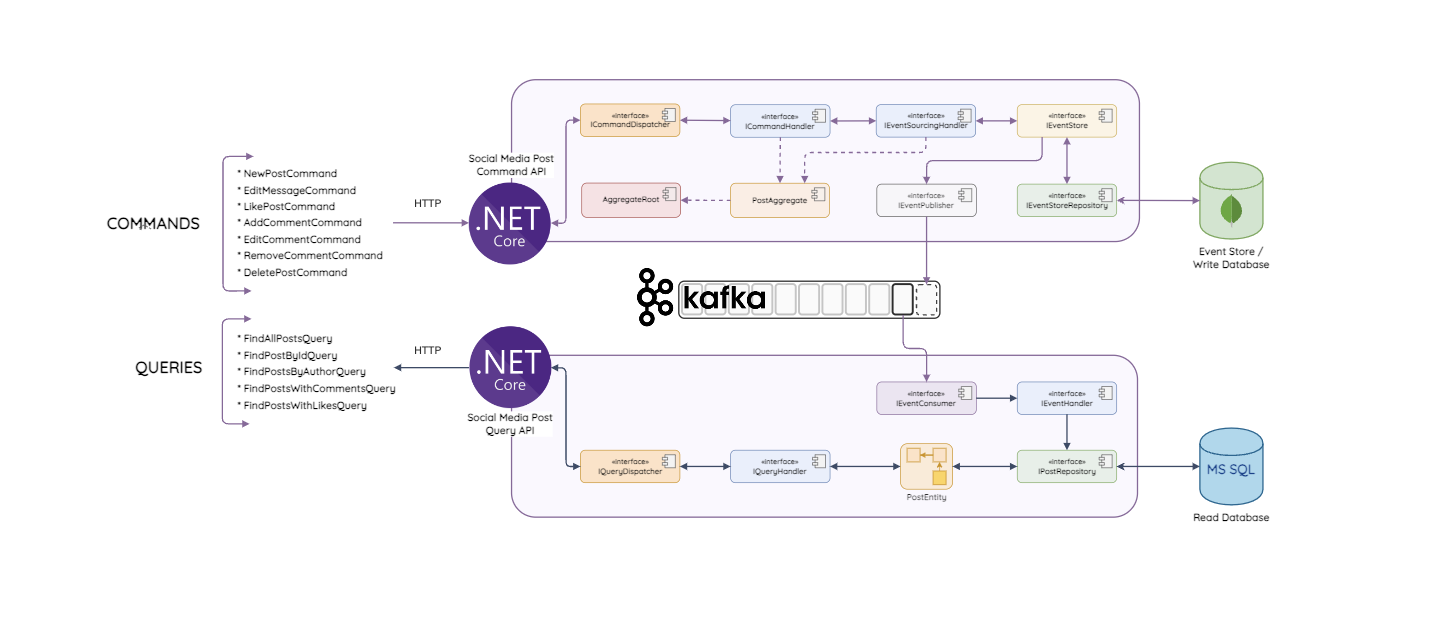 COMMANDS
* NewPostCommand
* EditMessageCommand
* LikePostCommand
* AddCommentCommand
* EditCommentCommand
* RemoveCommentCommand
* DeletePostCommand
HTTP
Social Media Post
Command API
.NET
Core
«interface»
ICommandDispatcher
«interface»
ICommandHandler
«interface»
IEventSourcingHandler
«interface»
IEventStore
AggregateRoot
PostAggregate
«interface»
IEventPublisher
«interface»
IEventStoreRepository
Event Store /
Write Database
kafka
QUERIES
* FindAllPostsQuery
* FindPostByIdQuery
* FindPostsByAuthorQuery
* FindPostsWithCommentsQuery
* FindPostsWithLikesQuery
HTTP
.NET
Core
Social Media Post
Query API
«interface»
IEventConsumer
«interface»
IEventHandler
«interface»
IQueryDispatcher
«interface»
IQueryHandler
PostEntity
«interface»
IPostRepository
MS SQL
Read Database